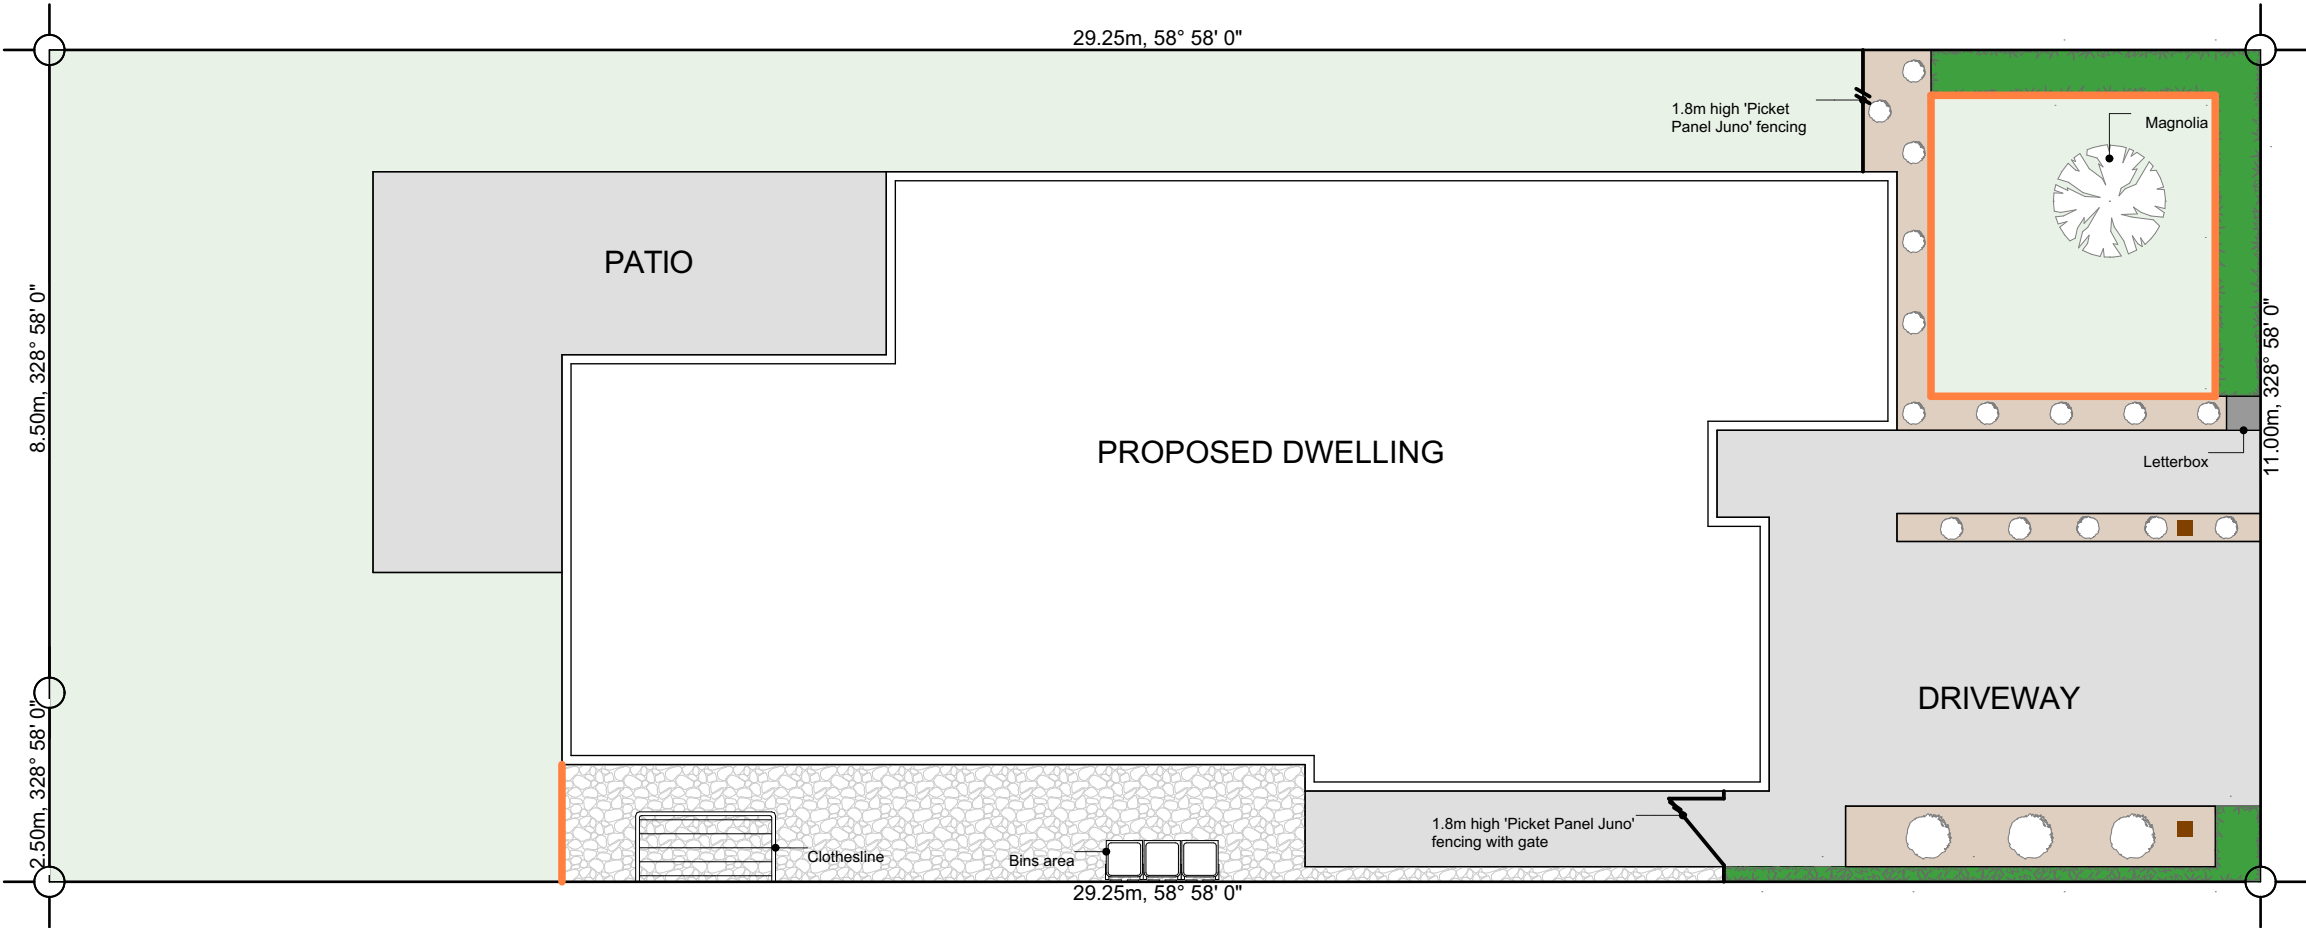 29.25m, 58° 58' 0"
1.8m high 'Picket
Panel Juno' fencing
Magnolia
PATIO
8.50m, 328° 58' 0"
11.00m, 328° 58' 0"
PROPOSED DWELLING
Letterbox
DRIVEWAY
2.50m, 328° 58' 0"
1.8m high 'Picket Panel Juno'
fencing with gate
Clothesline
Bins area
29.25m, 58° 58' 0"